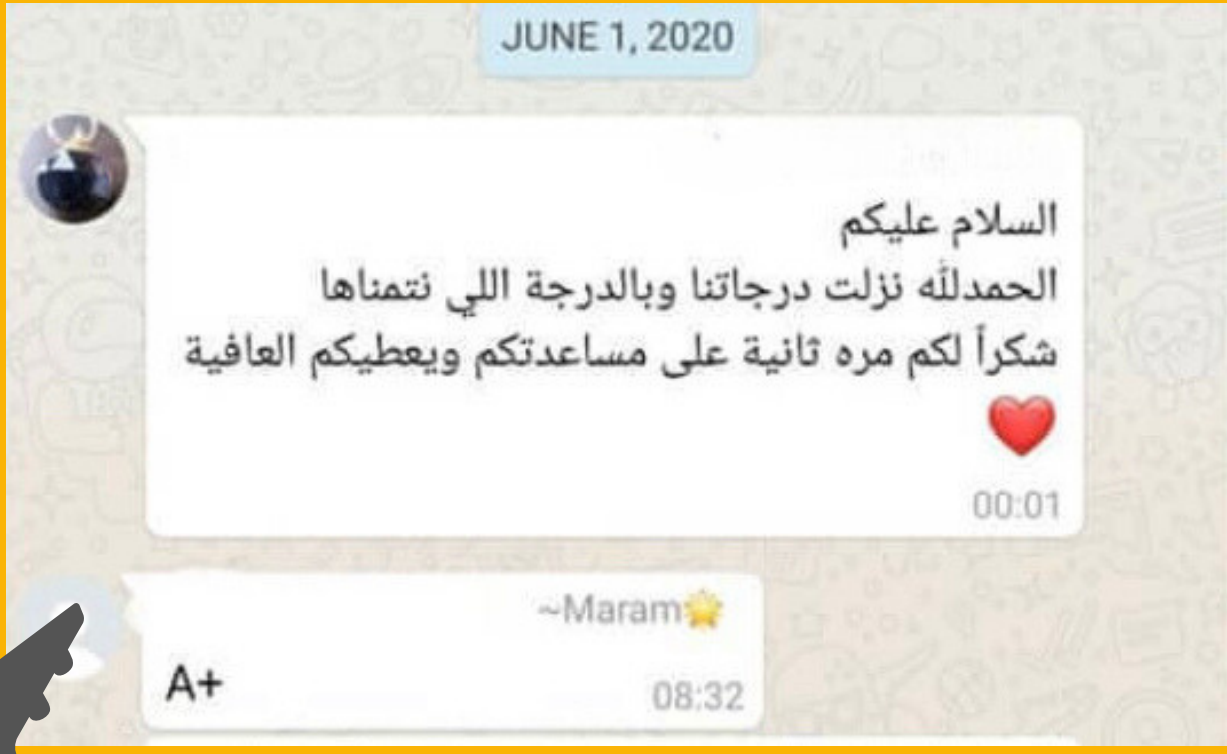 JUNE 1, 2020
السلام عليكم
الحمدلله نزلت درجاتنا وبالدرجة اللي نتمناها
شكراً لكم مره ثانية على مساعدتكم ويعطيكم العافية
❤️
00:01
~Maram🌟
A+
08:32